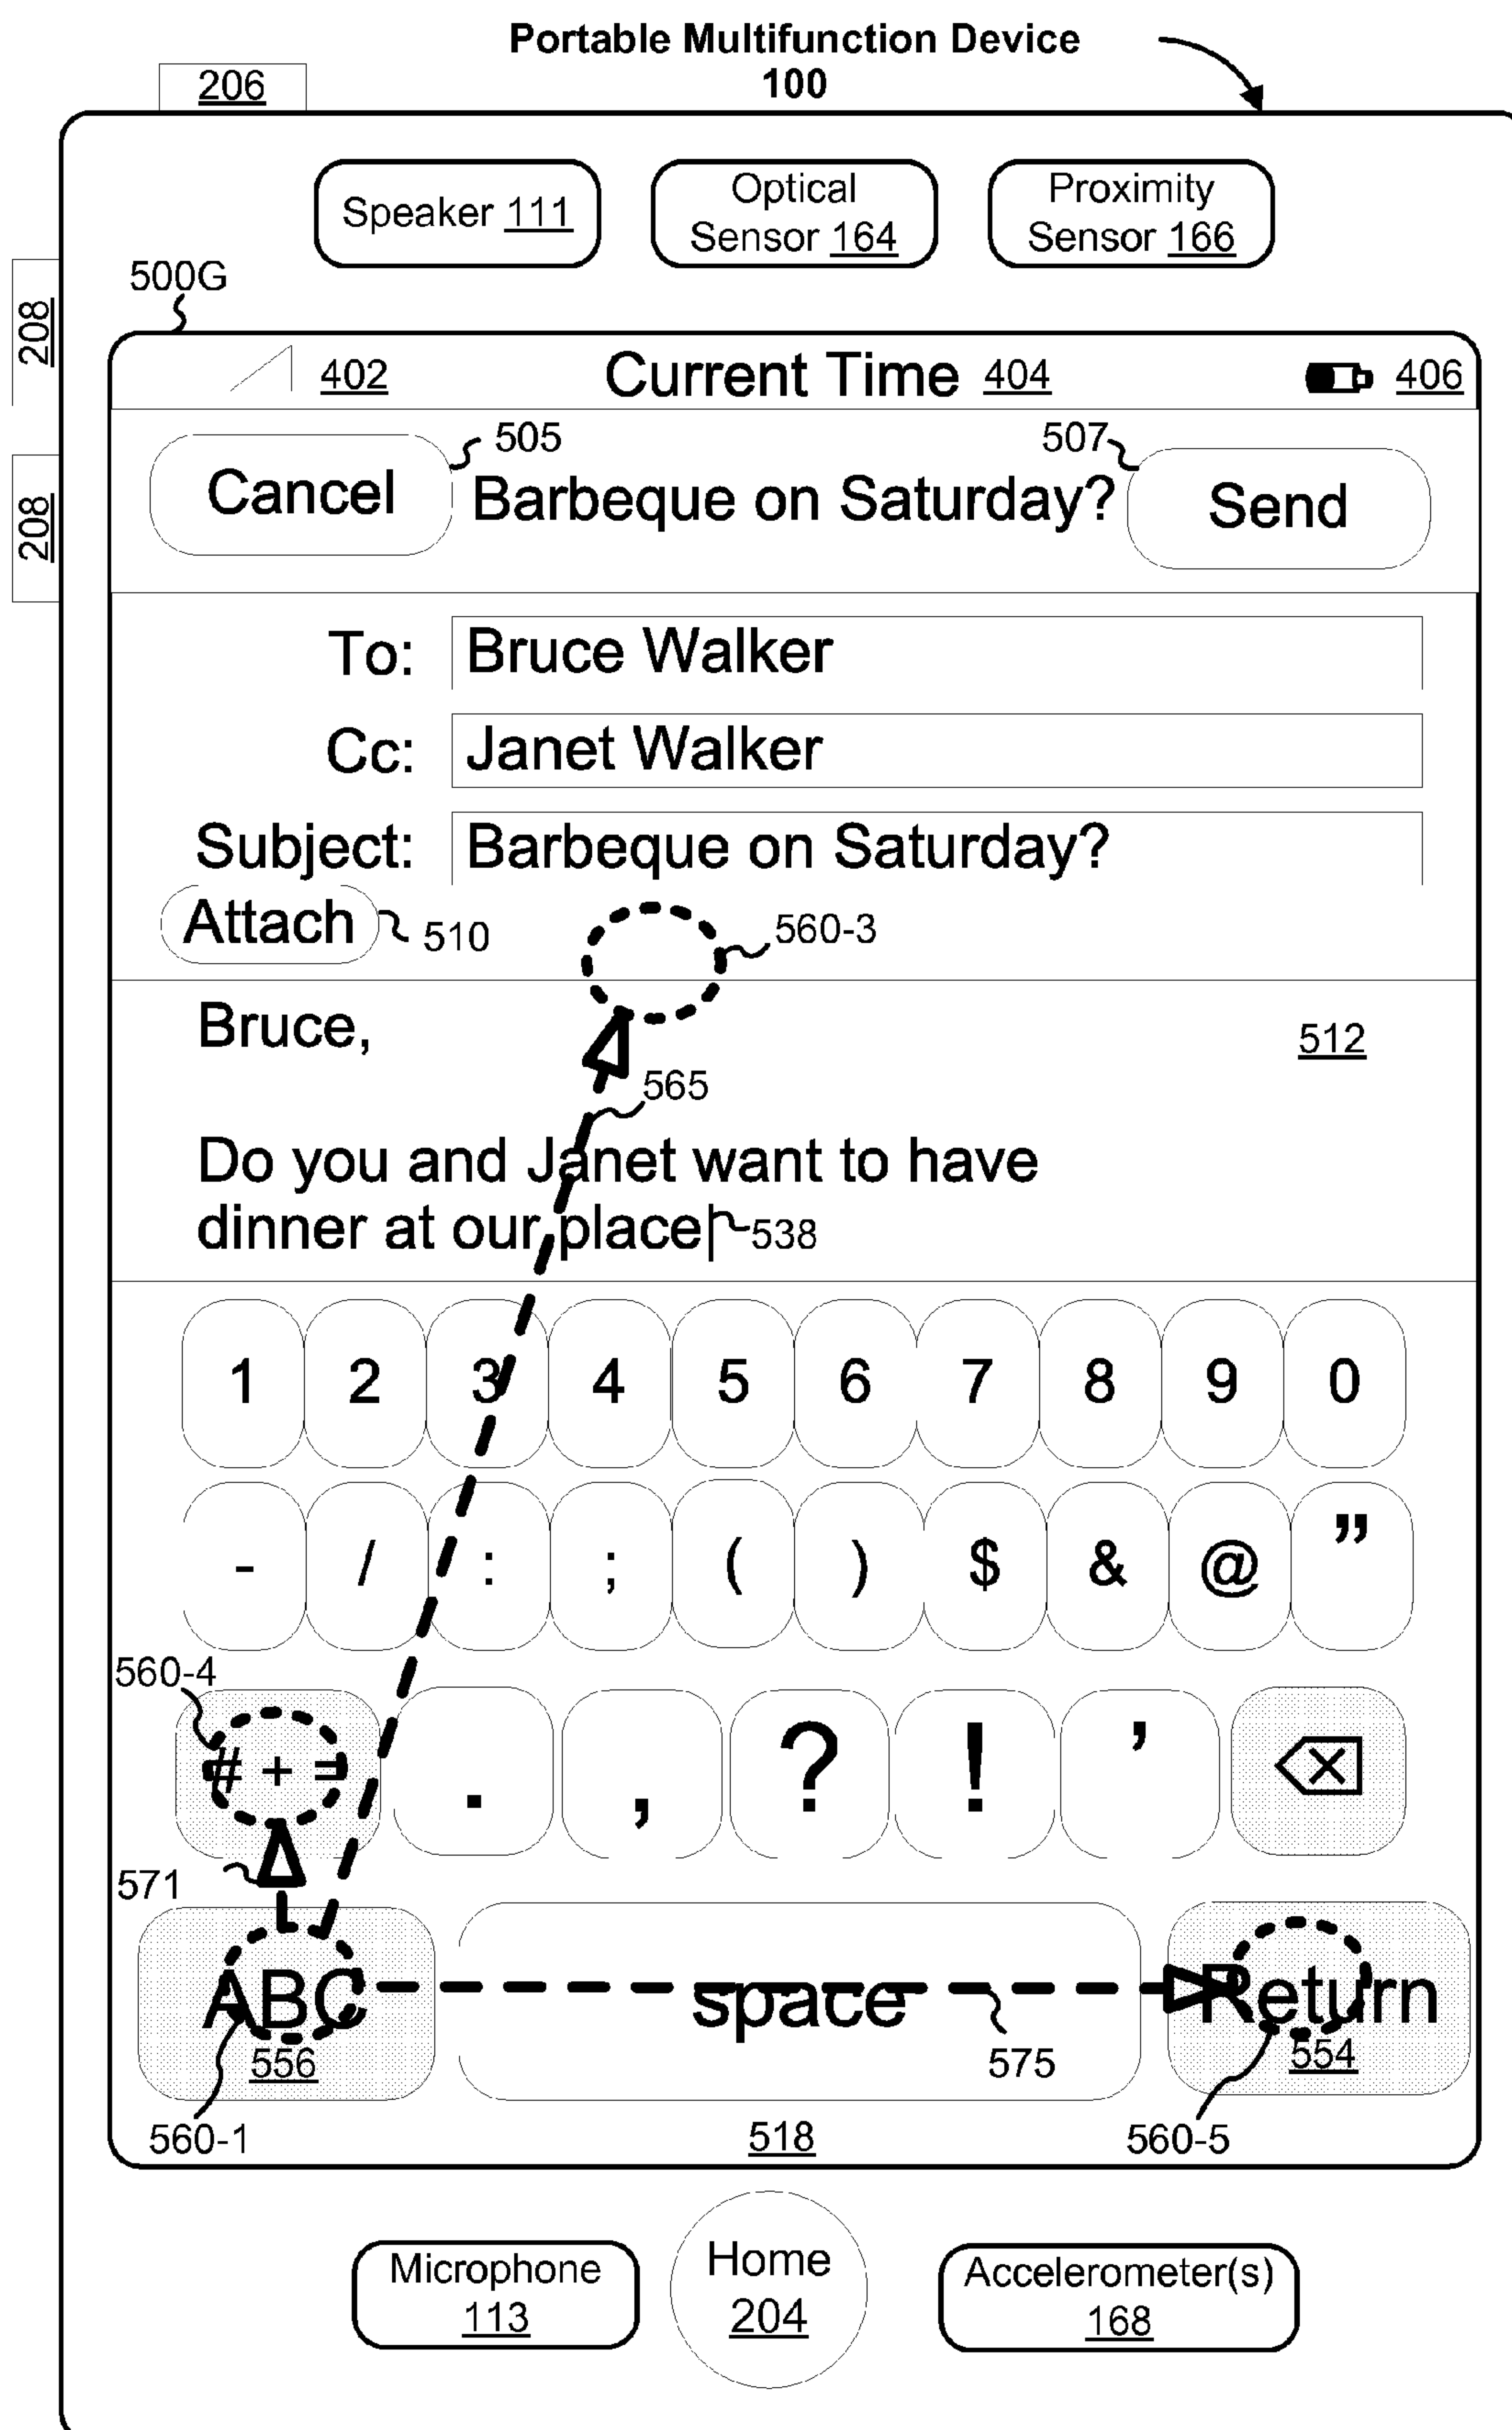 Portable Multifunction Device
100
206
Speaker 111
Optical
Sensor 164
Proximity
Sensor 166
500G
208
208
402
Current Time 404
406
505
507
Cancel
Barbeque on Saturday?
Send
To:
Bruce Walker
Cc:
Janet Walker
Subject:
Barbeque on Saturday?
Attach
510
560-3
Bruce,
512
565
Do you and Janet want to have
dinner at our place
538
1 2 3 4 5 6 7 8 9 0
- / : ; ( ) $ & @ ”
560-4
# + = . , ? ! ’
571
ABC
space
Return
556
575
554
560-1
518
560-5
Microphone
113
Home
204
Accelerometer(s)
168